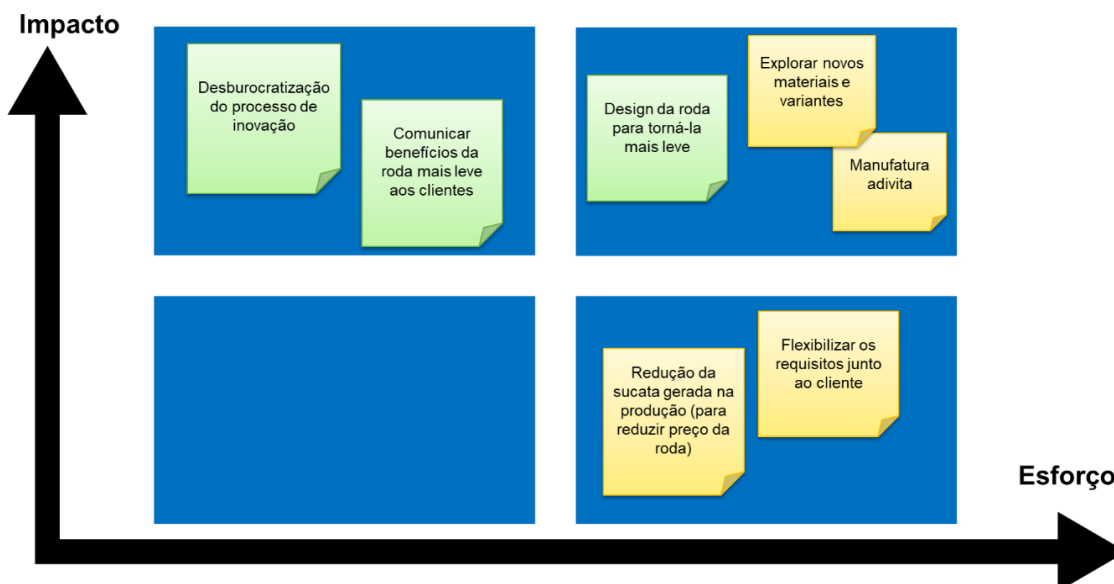 Impacto
Desburocratização
do processo de
inovação
Comunicar
benefícios da
roda mais leve
aos clientes
Design da roda
para torná-la
mais leve
Explorar novos
materiais e
variantes
Manufatura
adivita
Redução da
sucata gerada na
produção (para
reduzir preço da
roda)
Flexibilizar os
requisitos junto
ao cliente
Esforço